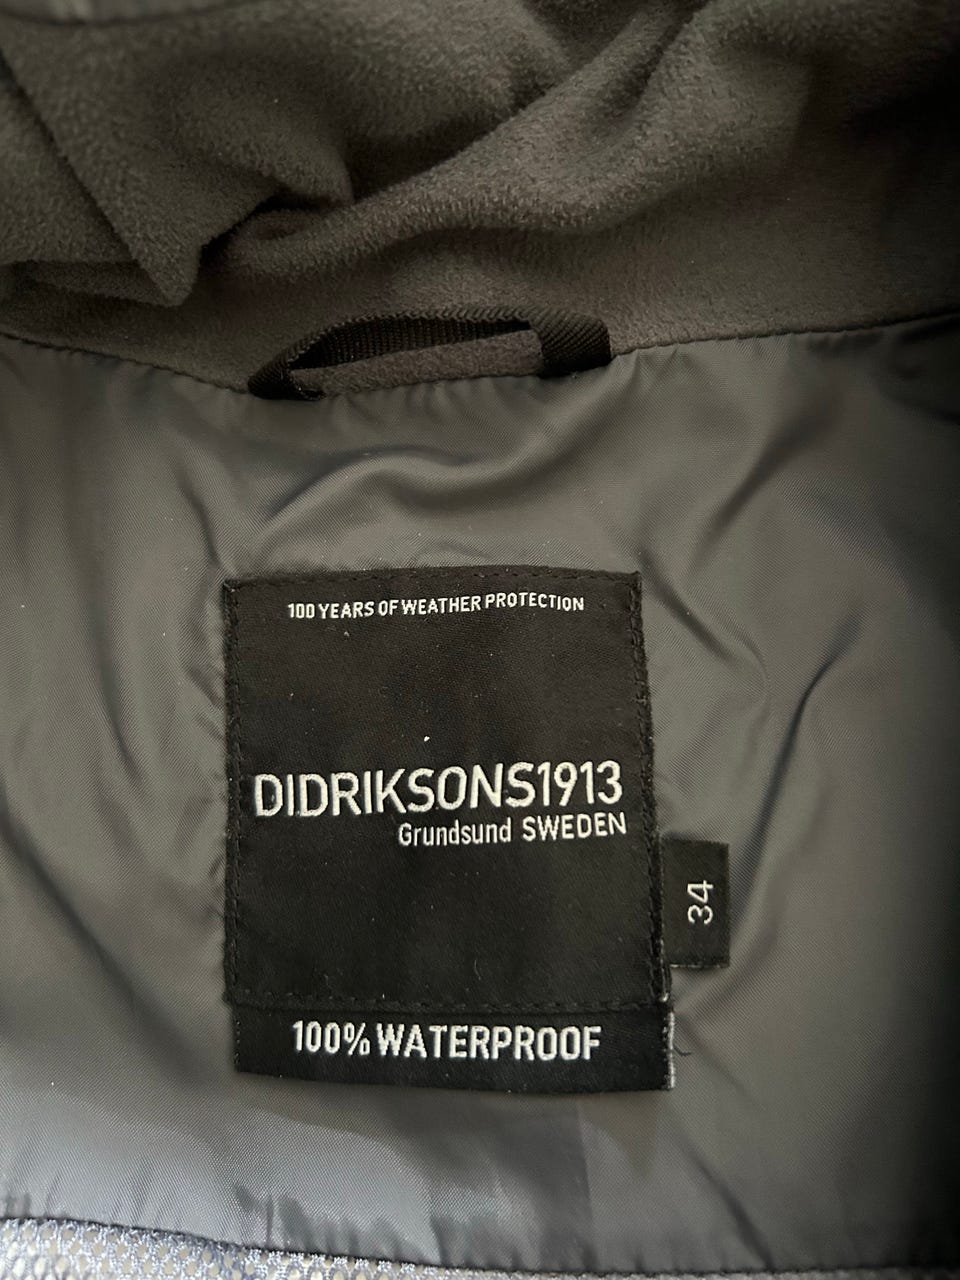 100 YEARS OF WEATHER PROTECTION
DIDRIKSONS1913
Grundsund SWEDEN
34
100% WATERPROOF